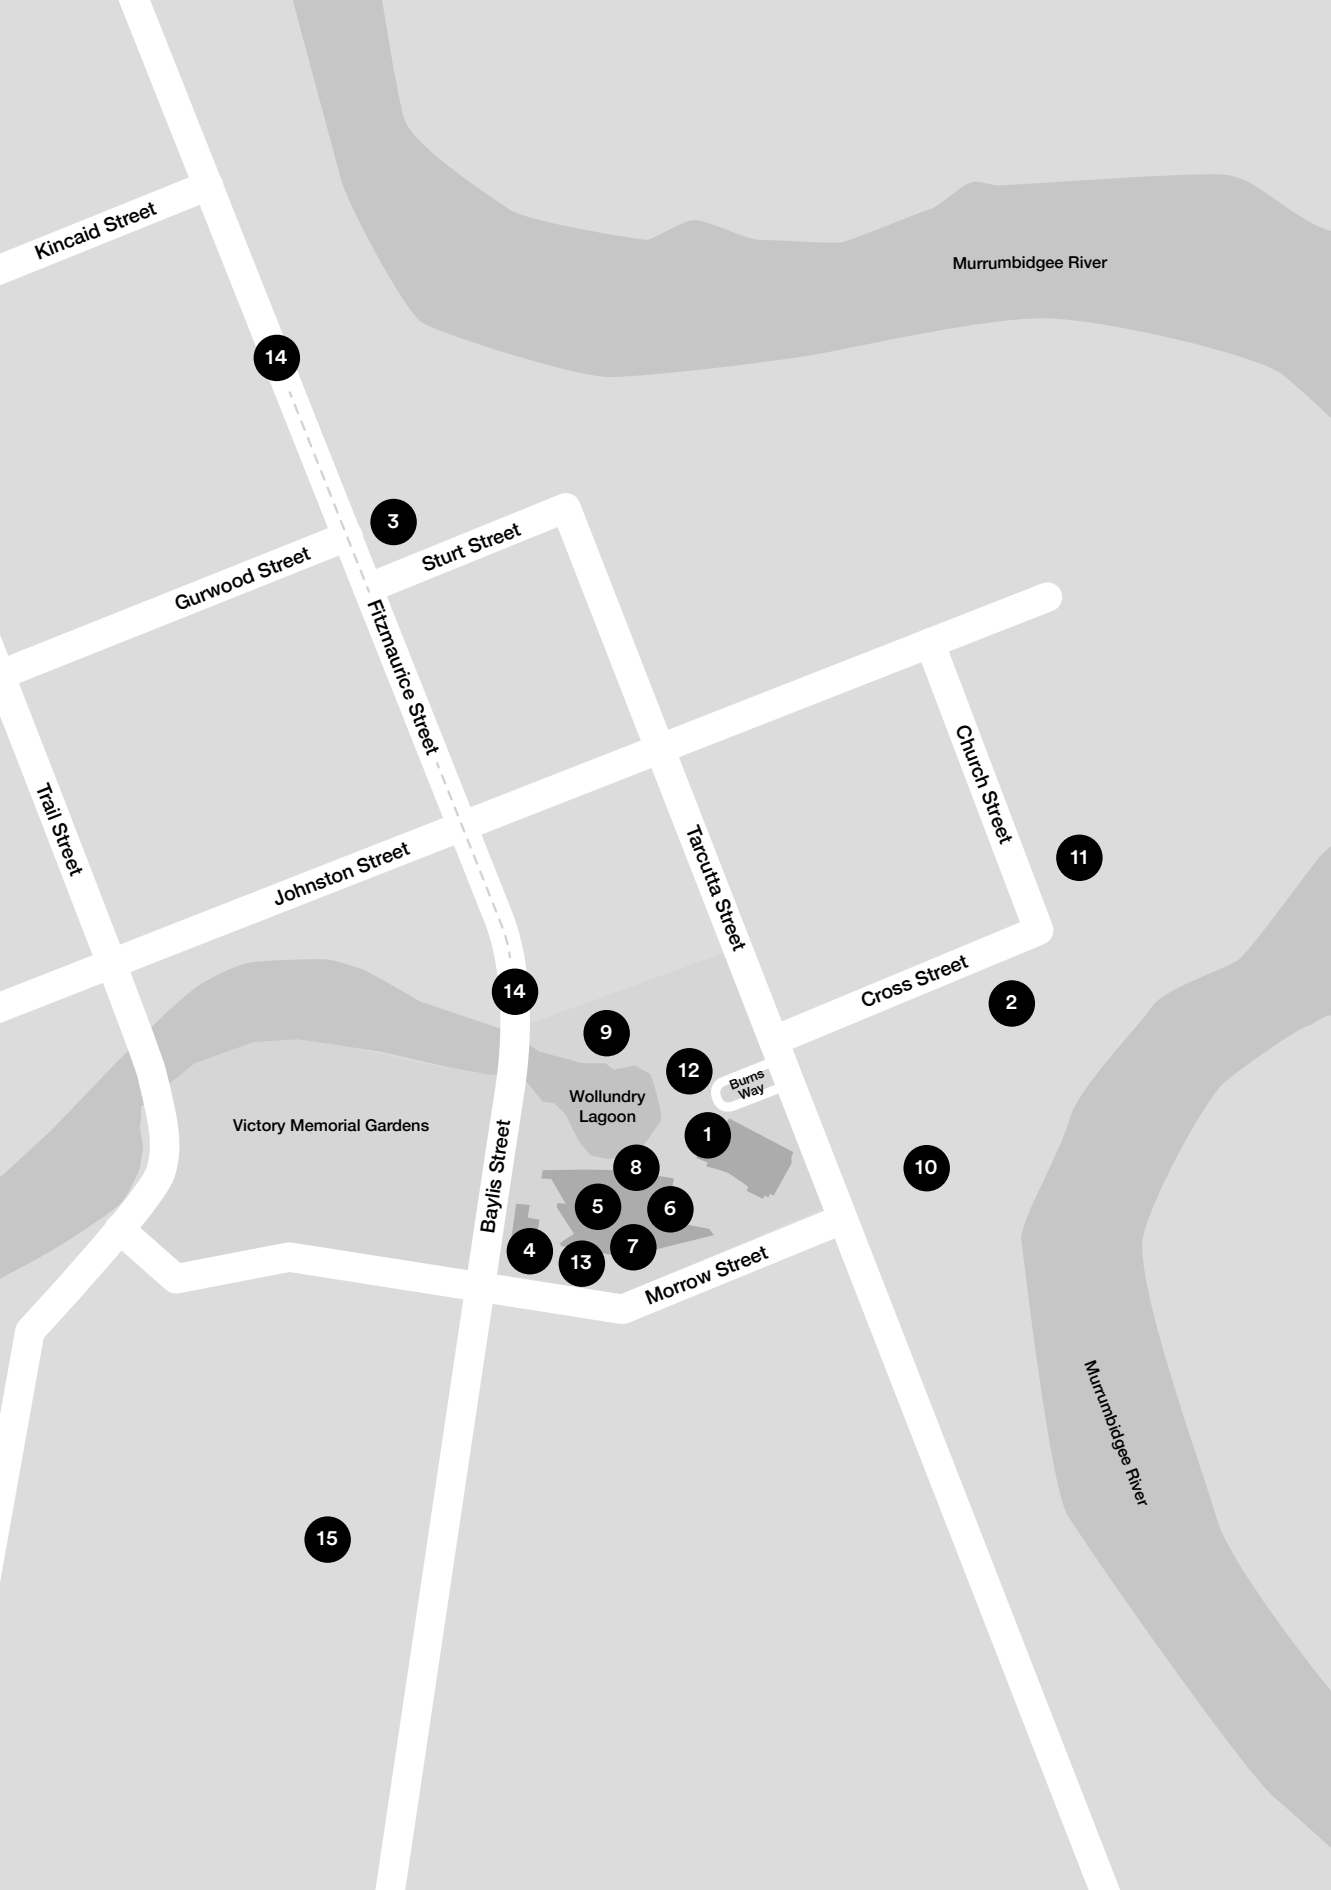 Kincaid Street
Murrumbidgee River
14
3
Sturt Street
Gurwood Street
Fitzmaurice Street
Church Street
Trail Street
Tarcutta Street
11
Johnston Street
Cross Street
14
2
9
12
Burns
Way
Wollundry
Lagoon
Victory Memorial Gardens
1
Baylis Street
8
10
5
6
4
7
13
Morrow Street
Murrumbidgee River
15